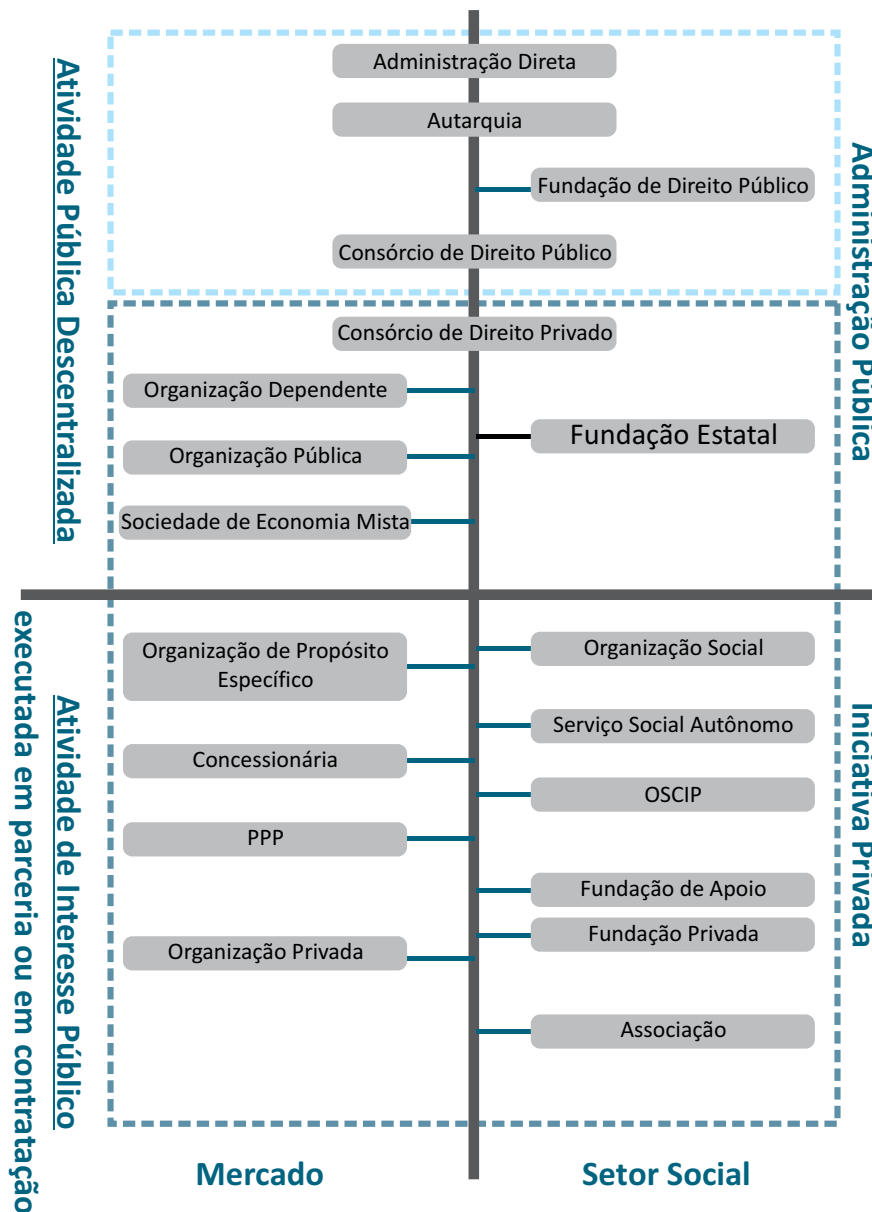 Atividade Pública Descentralizada
Administração Direta
Autarquia
Fundação de Direito Público
Consórcio de Direito Público
Consórcio de Direito Privado
Organização Dependente
Fundação Estatal
Organização Pública
Sociedade de Economia Mista
Administração Pública
Atividade de Interesse Público
executada em parceria ou em contratação
Organização de Propósito
Específico
Organização Social
Serviço Social Autônomo
Concessionária
OSCIP
PPP
Fundação de Apoio
Fundação Privada
Organização Privada
Associação
Iniciativa Privada
Mercado
Setor Social